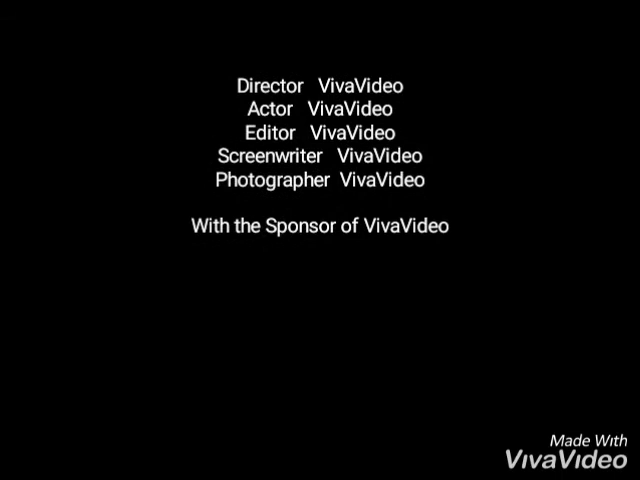 Director VivaVideo
Actor VivaVideo
Editor VivaVideo
Screenwriter VivaVideo
Photographer VivaVideo
With the Sponsor of VivaVideo
Made With
VivaVideo